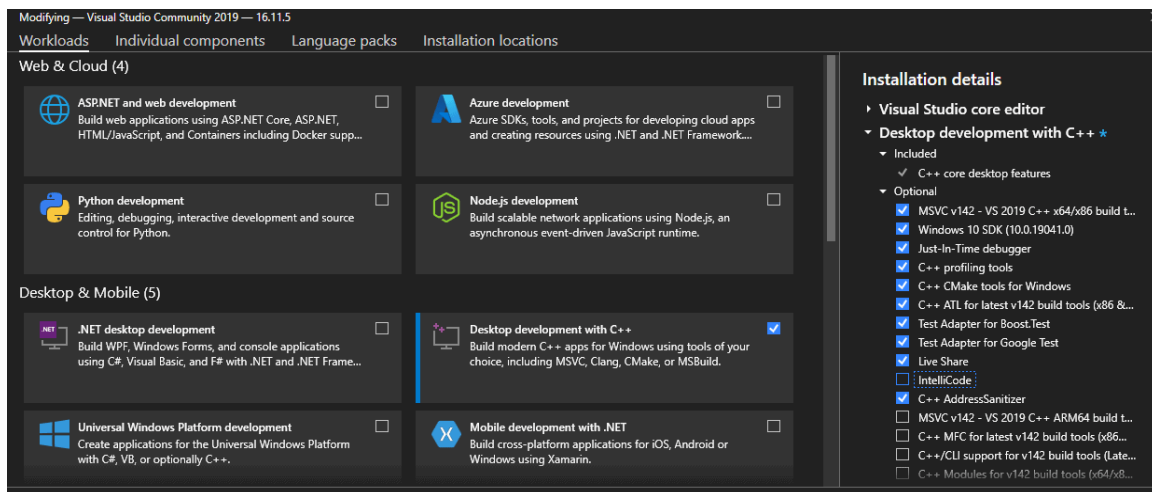 Modifying — Visual Studio Community 2019 — 16.11.5
Workloads Individual components Language packs Installation locations
Web & Cloud (4)
ASP.NET and web development
Build web applications using ASP.NET Core, ASP.NET,
HTML/JavaScript, and Containers including Docker supp...
Azure development
Azure SDKs, tools, and projects for developing cloud apps
and creating resources using .NET and .NET Framework....
Python development
Editing, debugging, interactive development and source
control for Python.
JS
Node.js development
Build scalable network applications using Node.js, an
asynchronous event-driven JavaScript runtime.
Desktop & Mobile (5)
.NET
.NET desktop development
Build WPF, Windows Forms, and console applications
using C#, Visual Basic, and F# with .NET and .NET Frame...
Desktop development with C++
Build modern C++ apps for Windows using tools of your
choice, including MSVC, Clang, CMake, or MSBuild.
Universal Windows Platform development
Create applications for the Universal Windows Platform
with C#, VB, or optionally C++.
Mobile development with .NET
Build cross-platform applications for iOS, Android or
Windows using Xamarin.
Installation details
Visual Studio core editor
Desktop development with C++ *
Included
C++ core desktop features
Optional
MSVC v142 - VS 2019 C++ x64/x86 build t...
Windows 10 SDK (10.0.19041.0)
Just-In-Time debugger
C++ profiling tools
C++ CMake tools for Windows
C++ ATL for latest v142 build tools (x86 &...
Test Adapter for Boost.Test
Test Adapter for Google Test
Live Share
IntelliCode
C++ AddressSanitizer
MSVC v142 - VS 2019 C++ ARM64 build t...
C++ MFC for latest v142 build tools (x86...
C++/CLI support for v142 build tools (Late...
C++ Modules for v142 build tools (x64/x8...